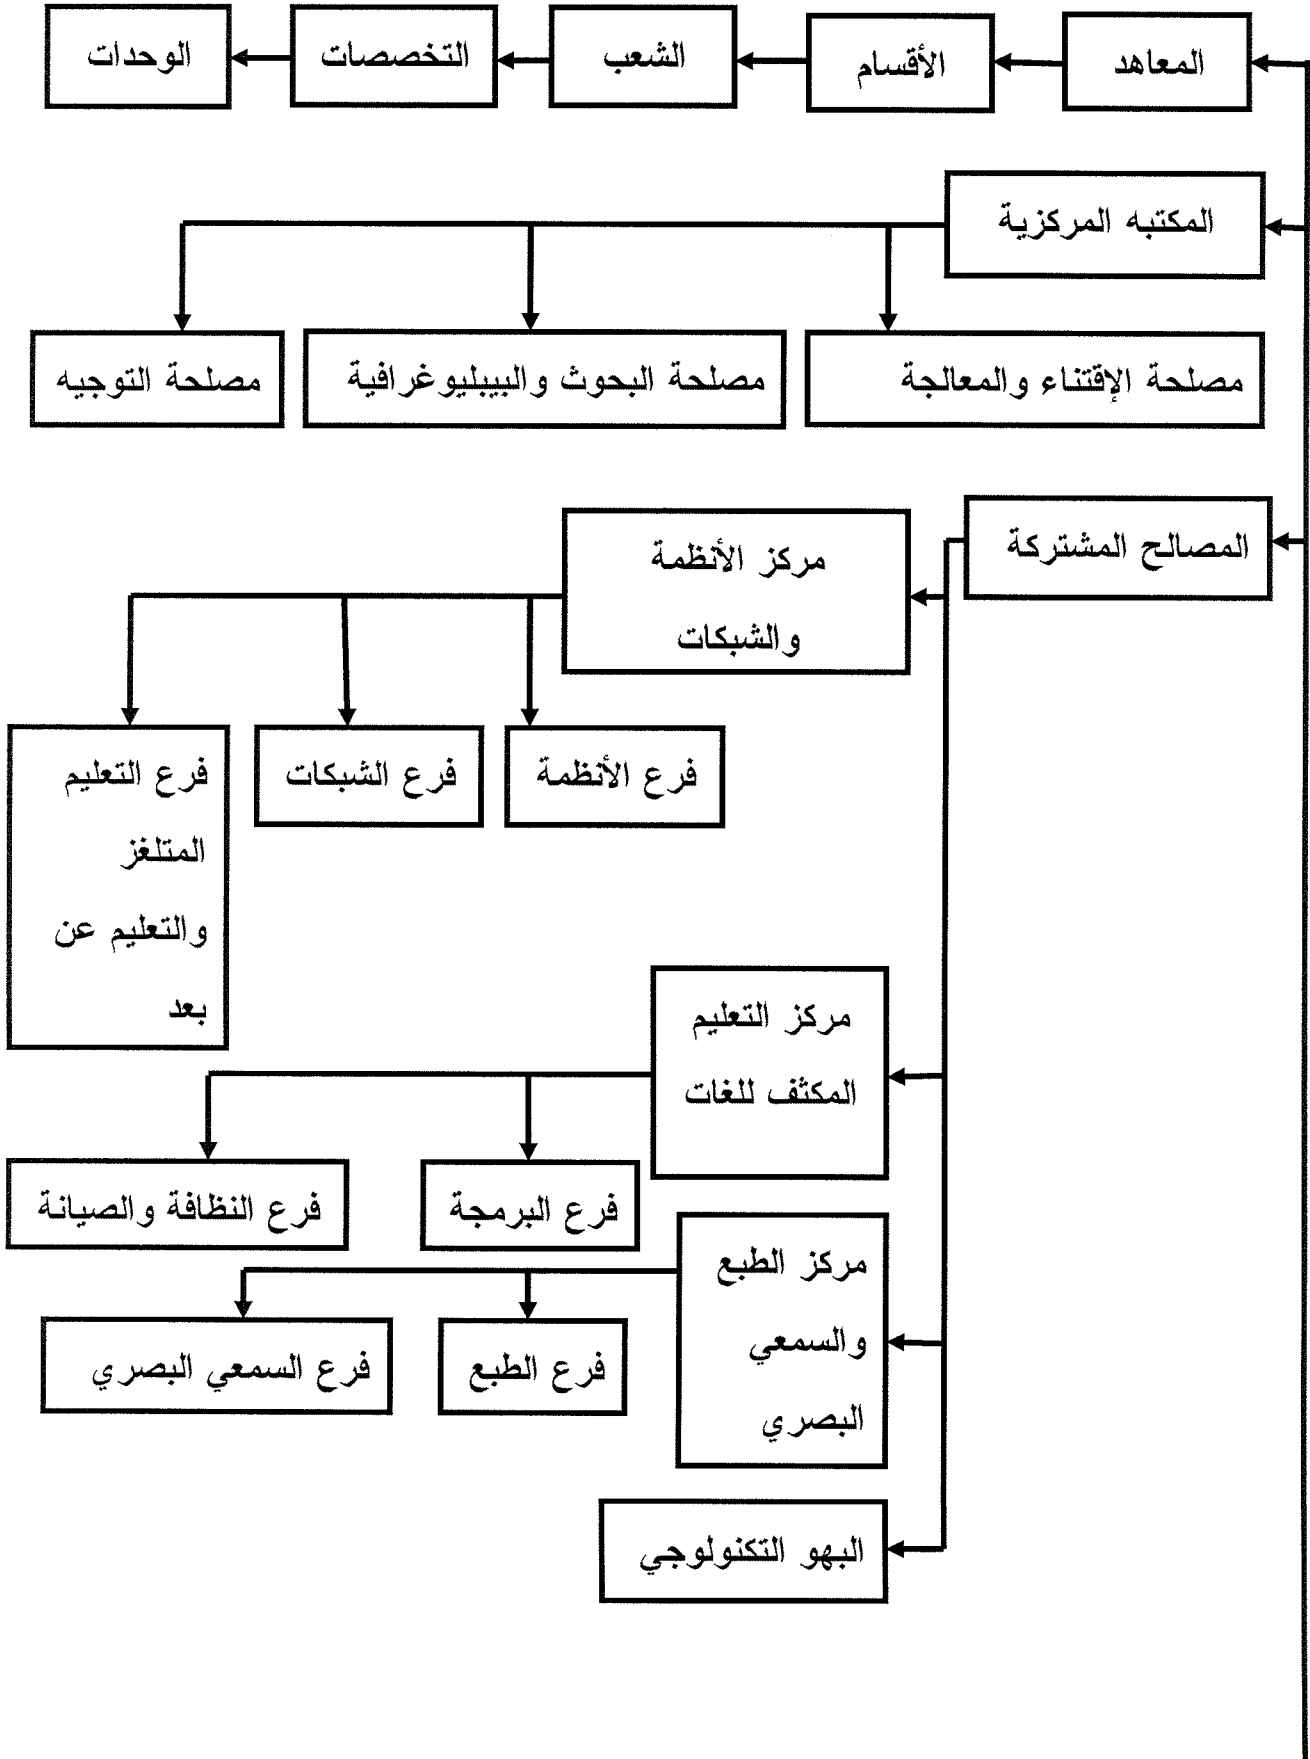 المعاهد
الأقسام
الشعب
التخصصات
الوحدات
المكتبه المركزية
مصلحة الإقتناء والمعالجة
مصلحة البحوث والبيبليوغرافية
مصلحة التوجيه
المصالح المشتركة
مركز الأنظمة
والشبكات
فرع الأنظمة
فرع الشبكات
فرع التعليم
المتلغز
والتعليم عن
بعد
مركز التعليم
المكثف للغات
فرع البرمجة
فرع النظافة والصيانة
مركز الطبع
والسمعي
البصري
فرع الطبع
فرع السمعي البصري
البهو التكنولوجي